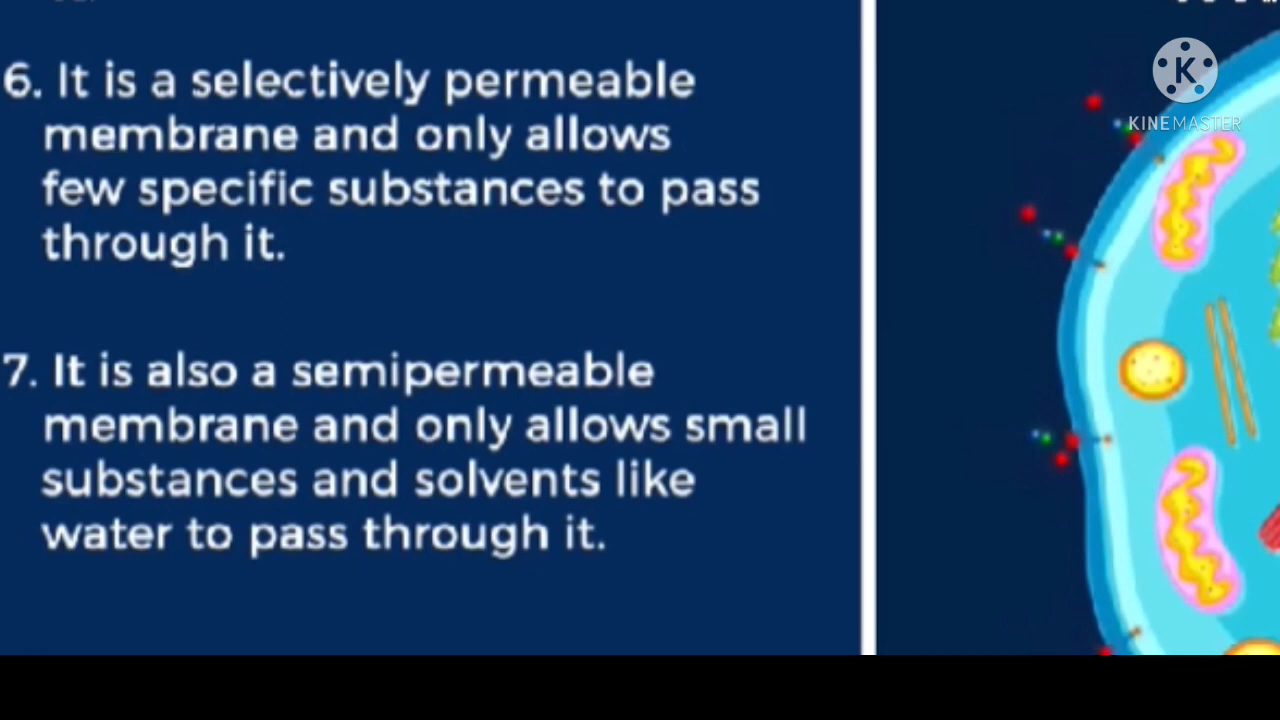 6. It is a selectively permeable
membrane and only allows
few specific substances to pass
through it.
7. It is also a semipermeable
membrane and only allows small
substances and solvents like
water to pass through it.
K
KINEMASTER